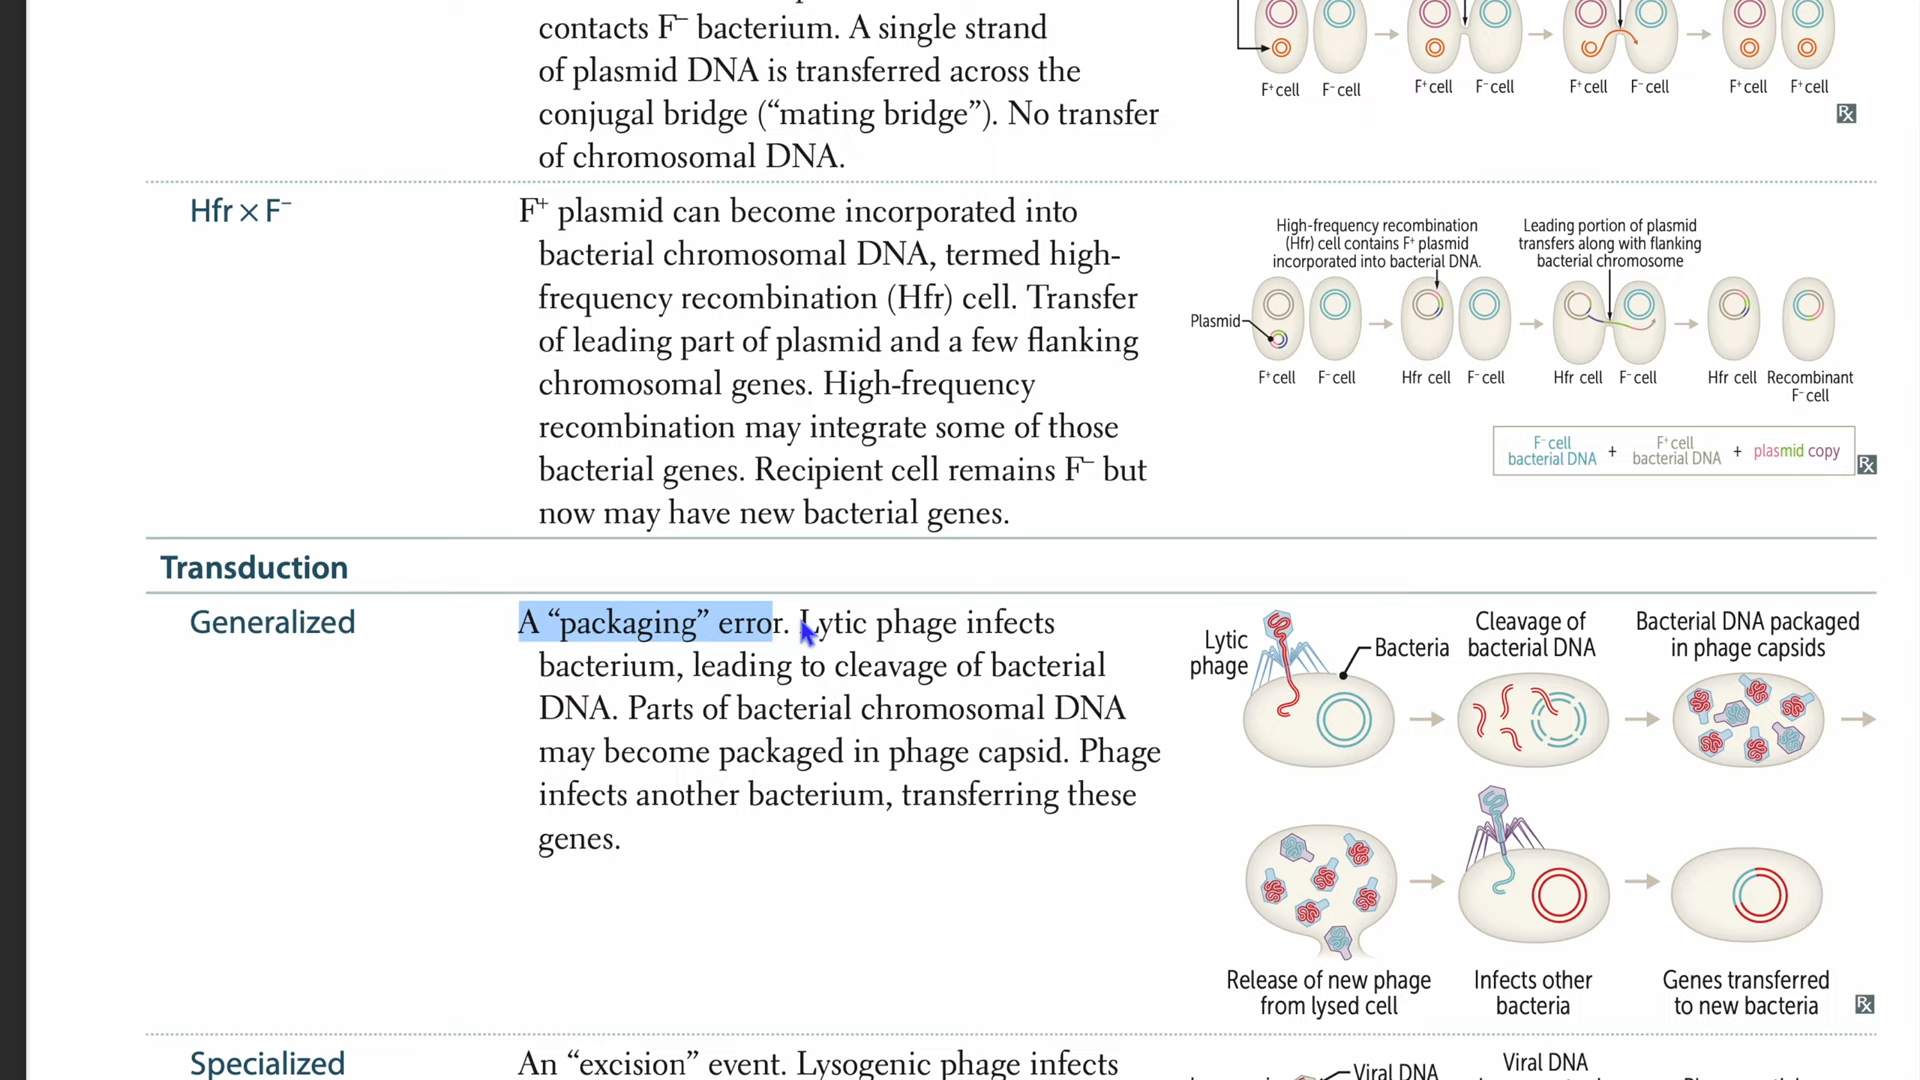 contacts F– bacterium. A single strand
of plasmid DNA is transferred across the
conjugal bridge (“mating bridge”). No transfer
of chromosomal DNA.
F+ cell F– cell F+ cell F– cell F+ cell F– cell F+ cell F+ cell
Rx
Hfr × F–
F+ plasmid can become incorporated into
bacterial chromosomal DNA, termed high-
frequency recombination (Hfr) cell. Transfer
of leading part of plasmid and a few flanking
chromosomal genes. High-frequency
recombination may integrate some of those
bacterial genes. Recipient cell remains F– but
now may have new bacterial genes.
High-frequency recombination
(Hfr) cell contains F+ plasmid
incorporated into bacterial DNA.
Leading portion of plasmid
transfers along with flanking
bacterial chromosome
Plasmid
F+ cell F– cell Hfr cell F– cell Hfr cell F– cell Hfr cell Recombinant
F– cell
F– cell
bacterial DNA
+
F+ cell
bacterial DNA
+
plasmid copy
Rx
Transduction
Generalized
A “packaging” error. Lytic phage infects
bacterium, leading to cleavage of bacterial
DNA. Parts of bacterial chromosomal DNA
may become packaged in phage capsid. Phage
infects another bacterium, transferring these
genes.
Lytic
phage
Bacteria
Cleavage of
bacterial DNA
Bacterial DNA packaged
in phage capsids
Release of new phage
from lysed cell
Infects other
bacteria
Genes transferred
to new bacteria
Rx
Specialized
An “excision” event. Lysogenic phage infects
Viral DNA
Viral DNA